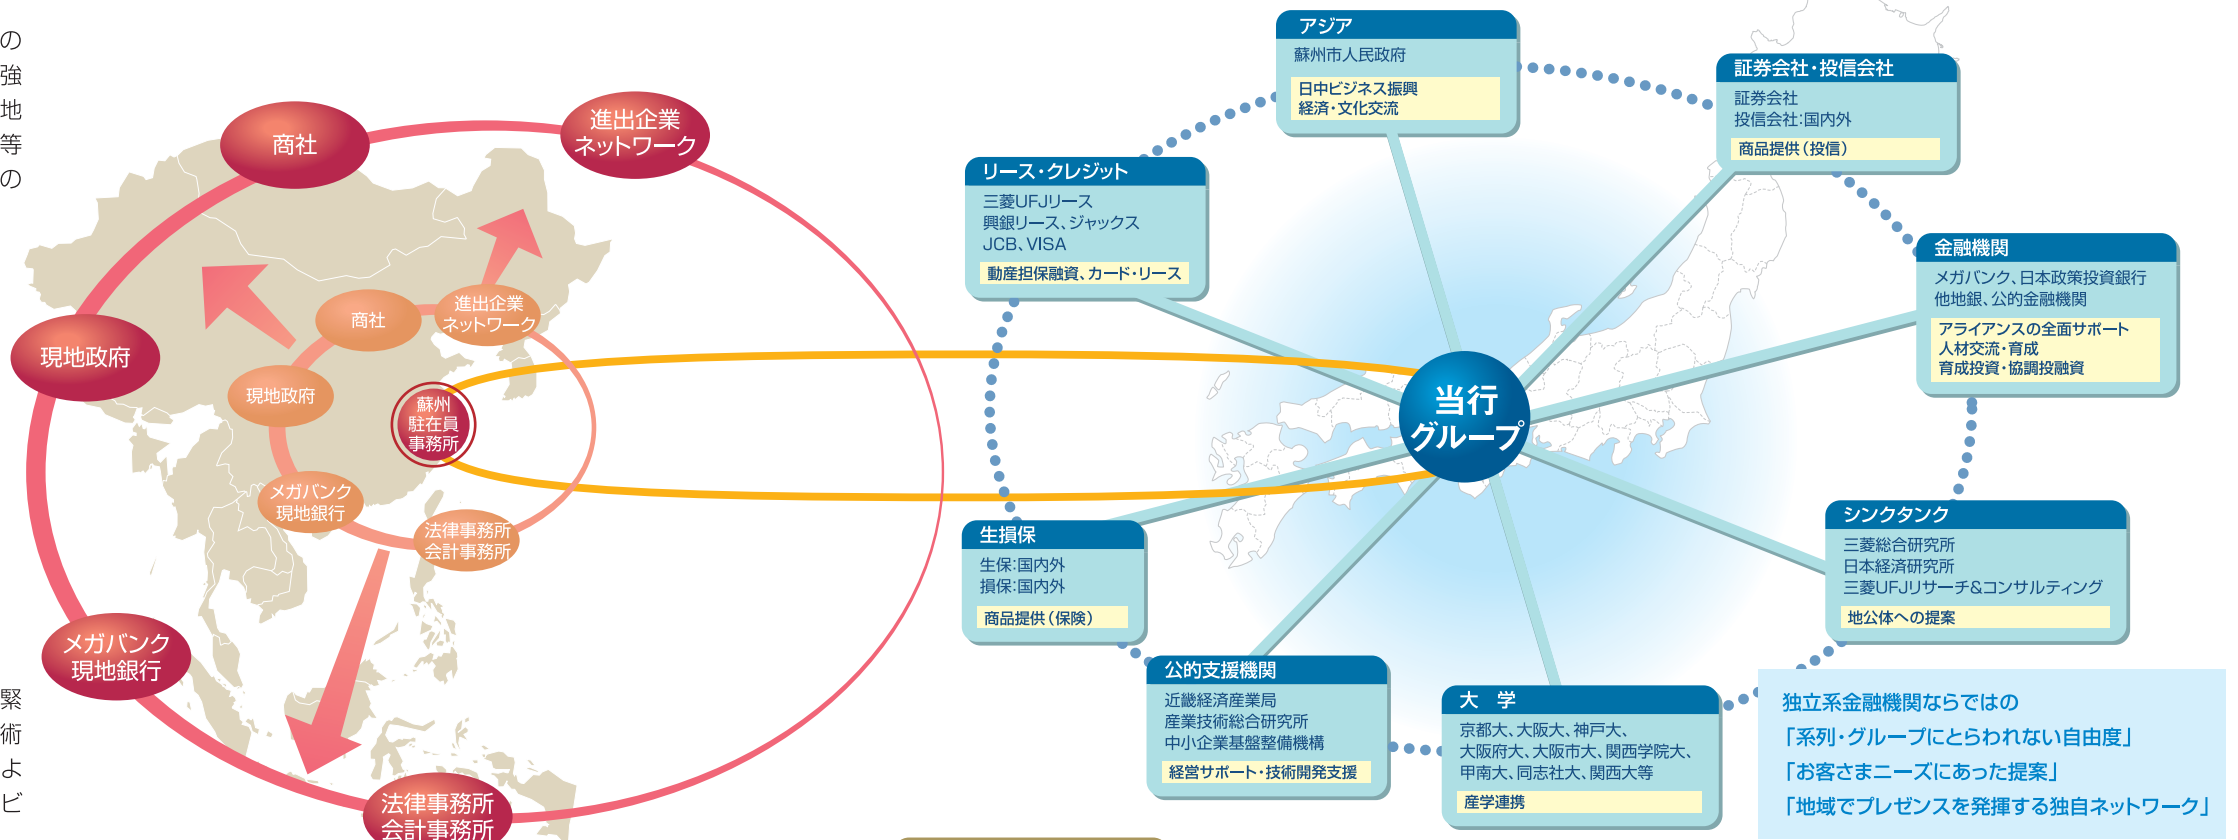 の
強
地
等
の
緊
術
よ
ビ
商社
進出企業
ネットワーク
現地政府
メガバンク
現地銀行
法律事務所
会計事務所
商社
進出企業
ネットワーク
現地政府
蘇州
駐在員
事務所
メガバンク
現地銀行
法律事務所
会計事務所
アジア
蘇州市人民政府
日中ビジネス振興
経済・文化交流
証券会社・投信会社
証券会社
投信会社:国内外
商品提供(投信)
リース・クレジット
三菱UFJリース
興銀リース、ジャックス
JCB、VISA
動産担保融資、カード・リース
金融機関
メガバンク、日本政策投資銀行
他地銀、公的金融機関
アライアンスの全面サポート
人材交流・育成
育成投資・協調投融資
当行
グループ
生損保
生保:国内外
損保:国内外
商品提供(保険)
シンクタンク
三菱総合研究所
日本経済研究所
三菱UFJリサーチ&コンサルティング
地公体への提案
公的支援機関
近畿経済産業局
産業技術総合研究所
中小企業基盤整備機構
経営サポート・技術開発支援
大　学
京都大、大阪大、神戸大、
大阪府大、大阪市大、関西学院大、
甲南大、同志社大、関西大等
産学連携
独立系金融機関ならではの
「系列・グループにとらわれない自由度」
「お客さまニーズにあった提案」
「地域でプレゼンスを発揮する独自ネットワーク」